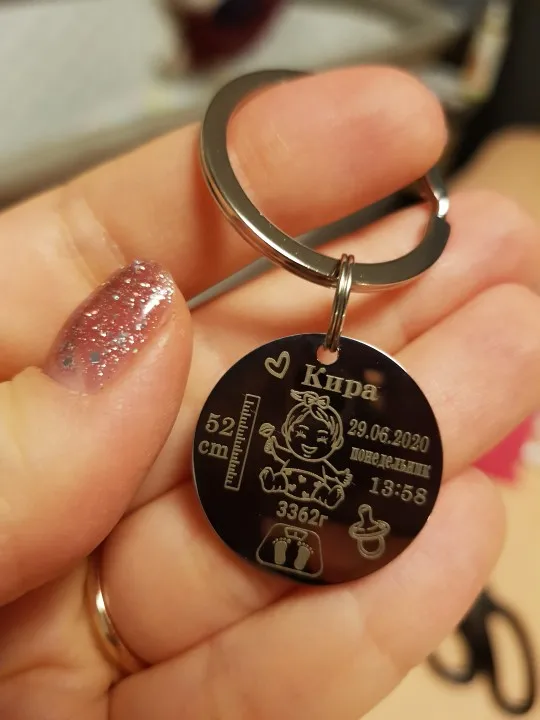 Кира
52
cm
29.06.2020
понедельник
13:58
3362г